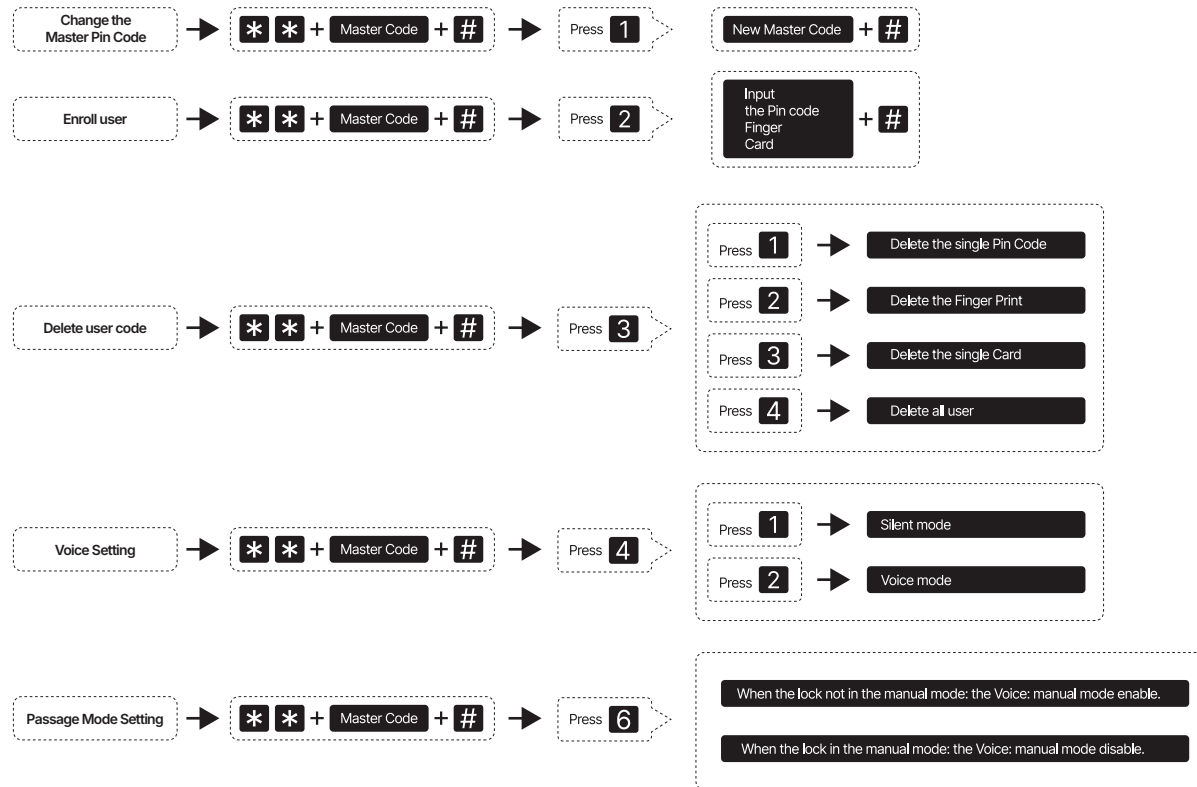 Change the
Master Pin Code
* * + Master Code + #
Press 1
New Master Code + #
Enroll user
* * + Master Code + #
Press 2
Input
the Pin code
Finger
Card
+ #
Delete user code
* * + Master Code + #
Press 3
Press 1
Delete the single Pin Code
Press 2
Delete the Finger Print
Press 3
Delete the single Card
Press 4
Delete all user
Voice Setting
* * + Master Code + #
Press 4
Press 1
Silent mode
Press 2
Voice mode
Passage Mode Setting
* * + Master Code + #
Press 6
When the lock not in the manual mode: the Voice: manual mode enable.
When the lock in the manual mode: the Voice: manual mode disable.